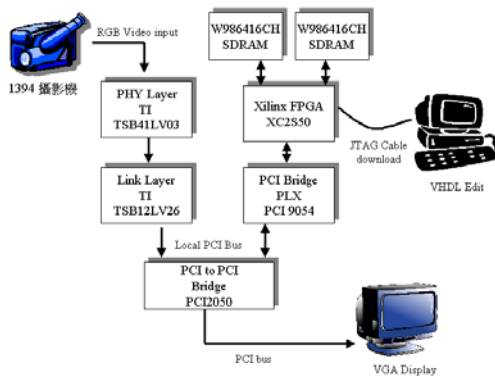 RGB Video input
1394 攝影機
W986416CH
SDRAM
W986416CH
SDRAM
PHY Layer
TI
TSB41LV03
Xilinx FPGA
XC2S50
JTAG Cable
download
VHDL Edit
Link Layer
TI
TSB12LV26
PCI Bridge
PLX
PCI 9054
Local PCI Bus
PCI to PCI
Bridge
PCI2050
PCI bus
VGA Display